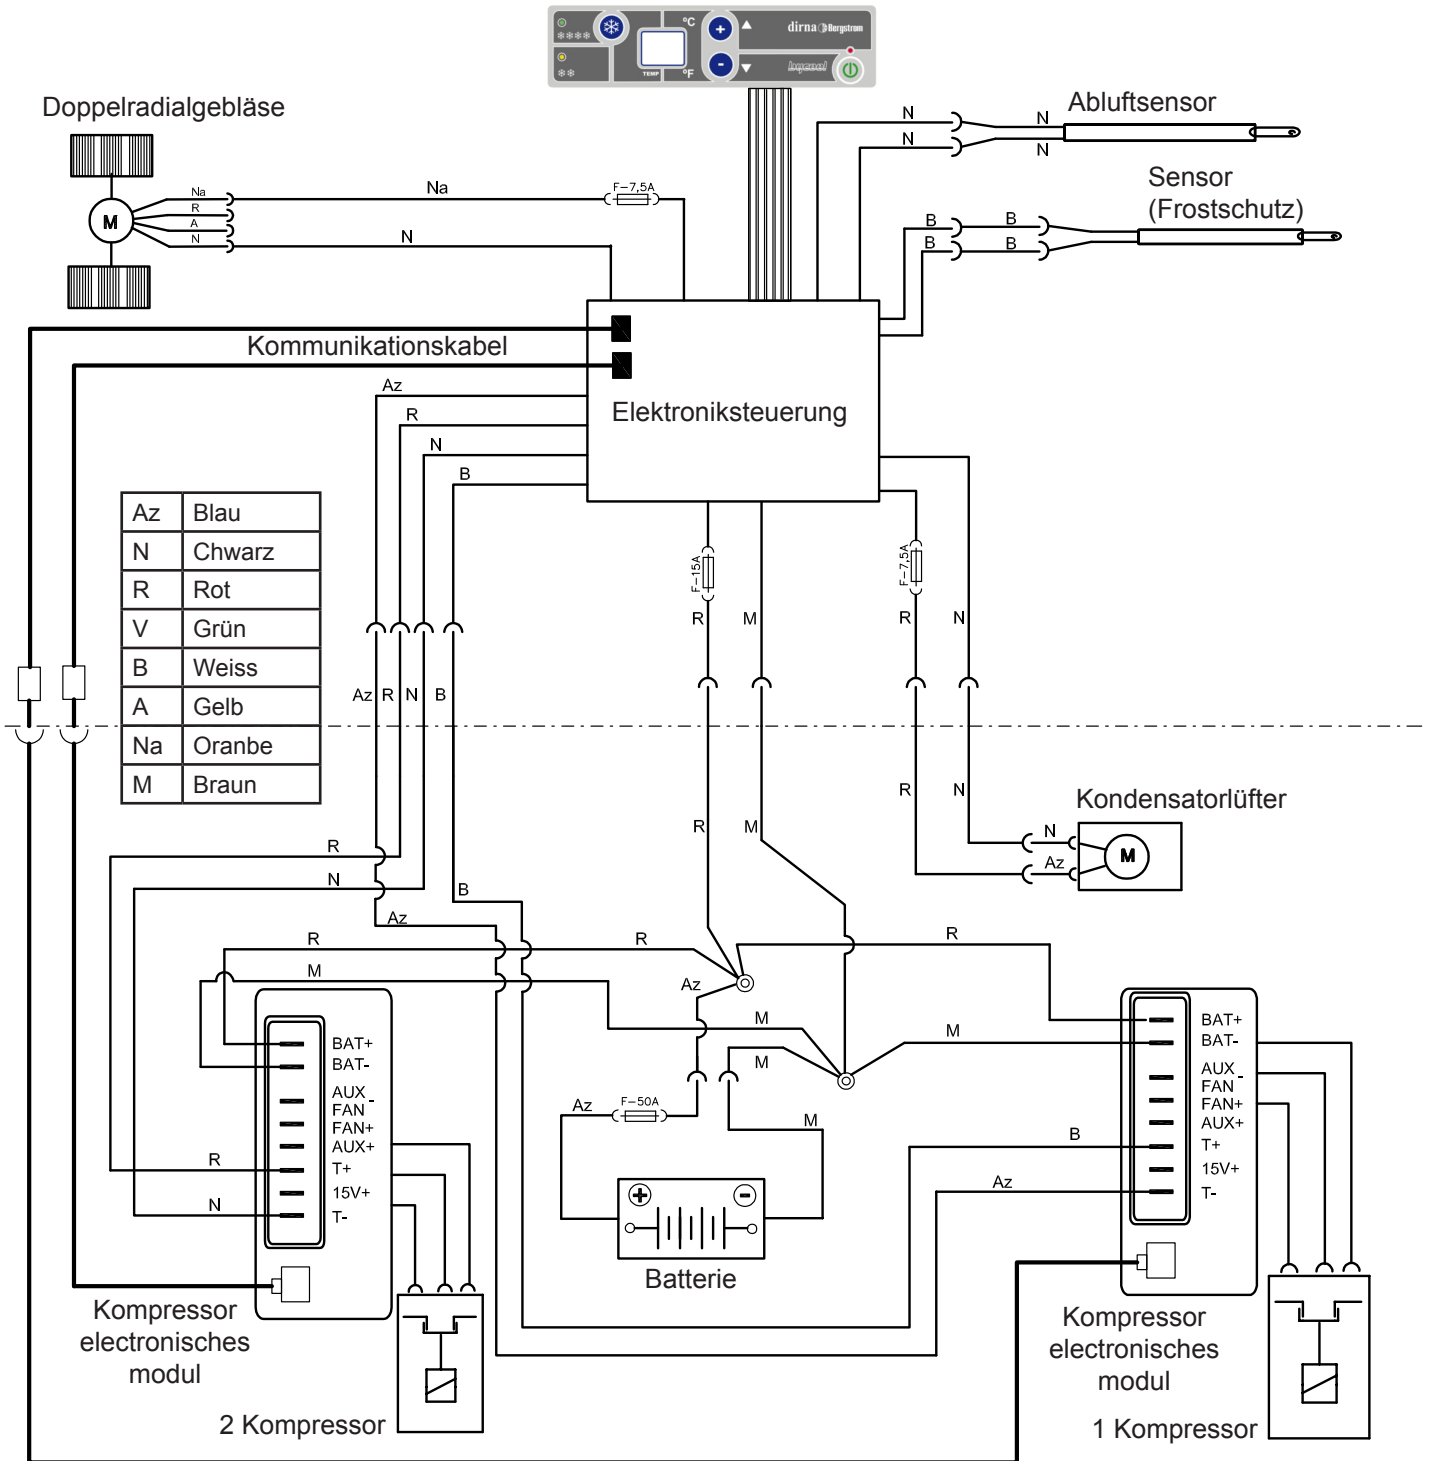 °C
dirna Bergstrom
TEMP
°F
bycool
Doppelradialgebläse
Abluftsensor
N
N
N
N
Sensor
(Frostschutz)
Na
R
A
N
M
Na
F-7,5A
N
B
B
B
B
Kommunikationskabel
Elektroniksteuerung
Az
R
N
B
Az Blau
N Chwarz
R Rot
V Grün
B Weiss
A Gelb
Na Oranbe
M Braun
F-15A
F-7,5A
R
M
R
N
Az
R
N
B
R
N
Kondensatorlüfter
R
M
N
Az
M
R
N
B
Az
R
R
R
M
Az
M
M
M
BAT+
BAT-
AUX
FAN -
FAN+
AUX+
T+
15V+
T-
R
N
Az
F-50A
M
+
-
Batterie
BAT+
BAT-
AUX
FAN -
FAN+
AUX+
T+
15V+
T-
B
Az
Kompressor
electronisches
modul
2 Kompressor
Kompressor
electronisches
modul
1 Kompressor